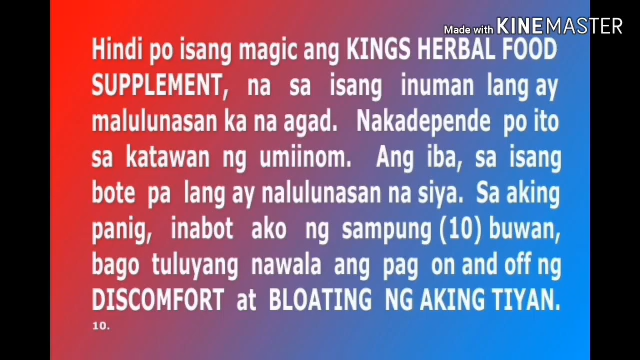 Made with KINEMASTER
Hindi po isang magic ang KINGS HERBAL FOOD
SUPPLEMENT, na sa isang inuman lang ay
malulunasan ka na agad. Nakadepende po ito
sa katawan ng umiinom. Ang iba, sa isang
bote pa lang ay nalulunasan na siya. Sa aking
panig, inabot ako ng sampung (10) buwan,
bago tuluyang nawala ang pag on and off ng
DISCOMFORT at BLOATING NG AKING TIYAN.
10.